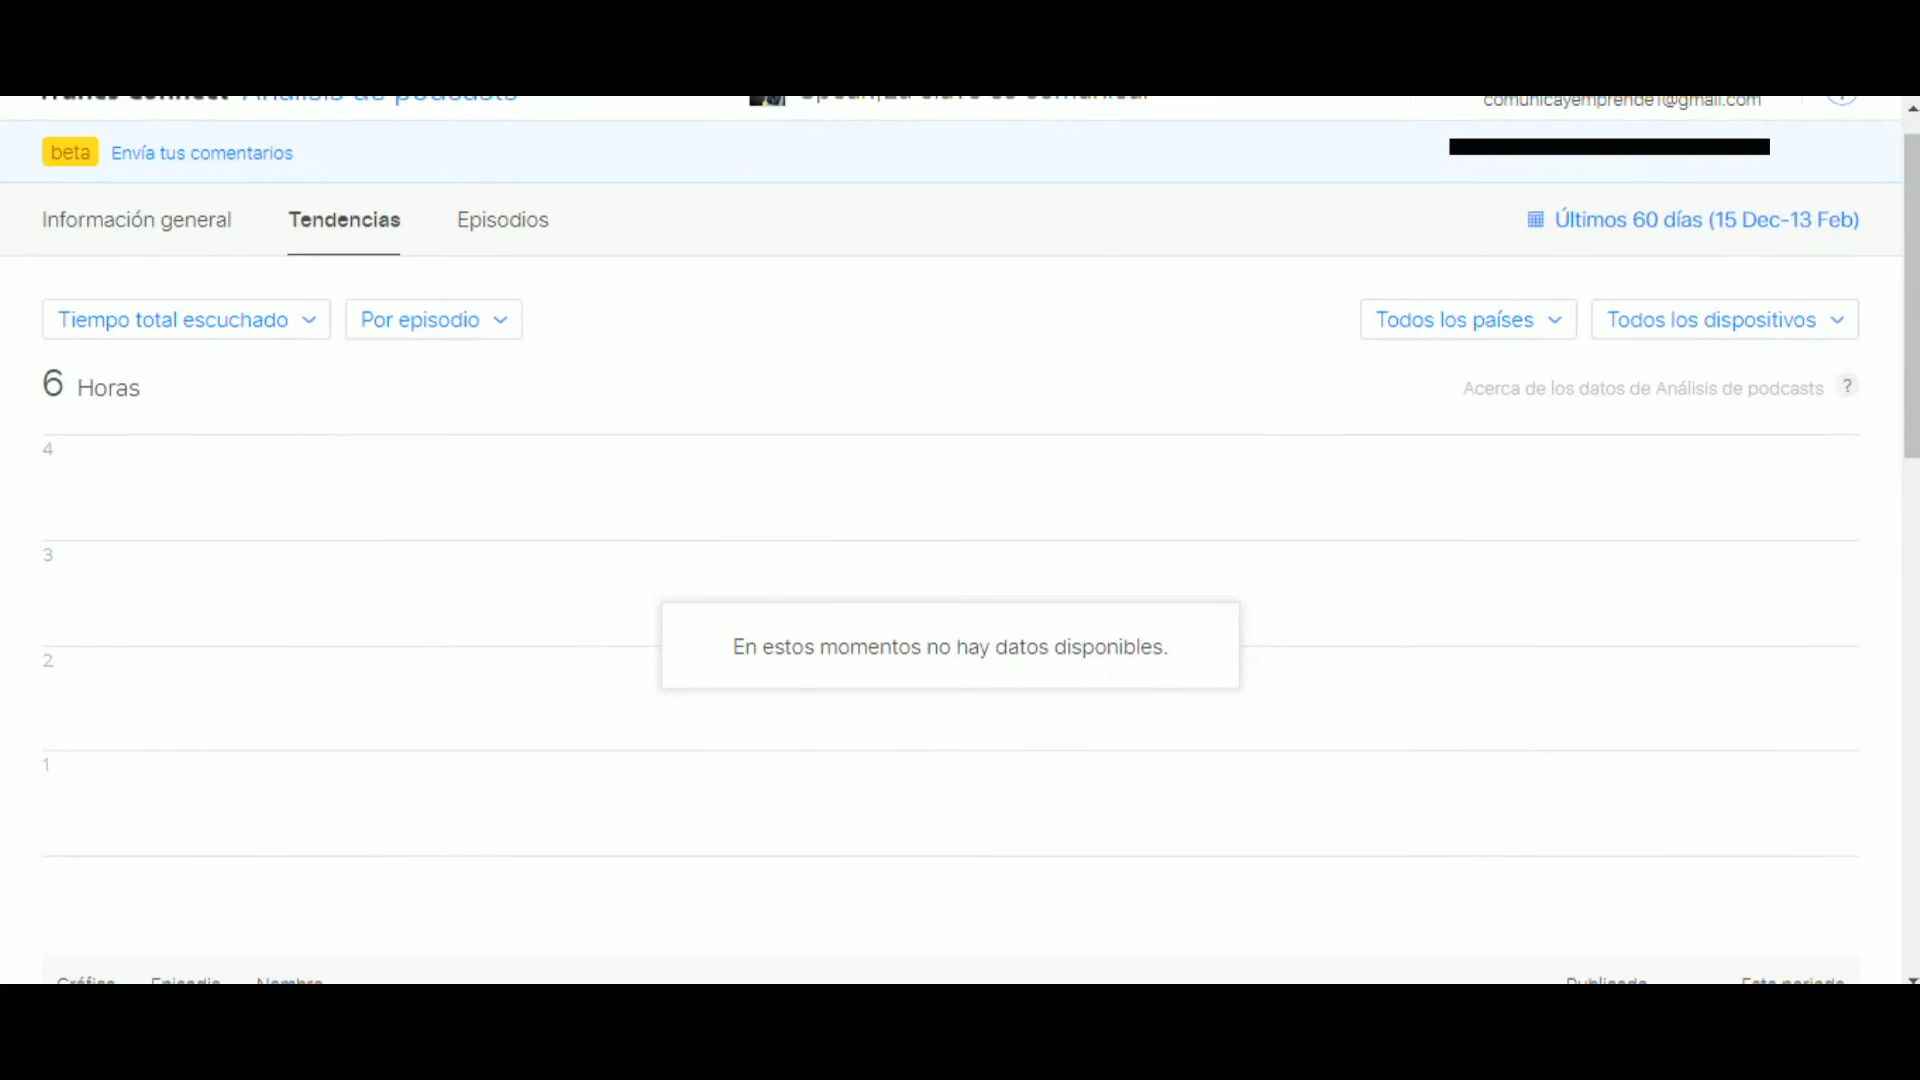 comunicayemprende1@gmail.com
beta Envía tus comentarios
Información general Tendencias Episodios Últimos 60 días (15 Dec-13 Feb)
Tiempo total escuchado Por episodio Todos los países Todos los dispositivos
6 Horas Acerca de los datos de Análisis de podcasts ?
4
3
2
En estos momentos no hay datos disponibles.
1